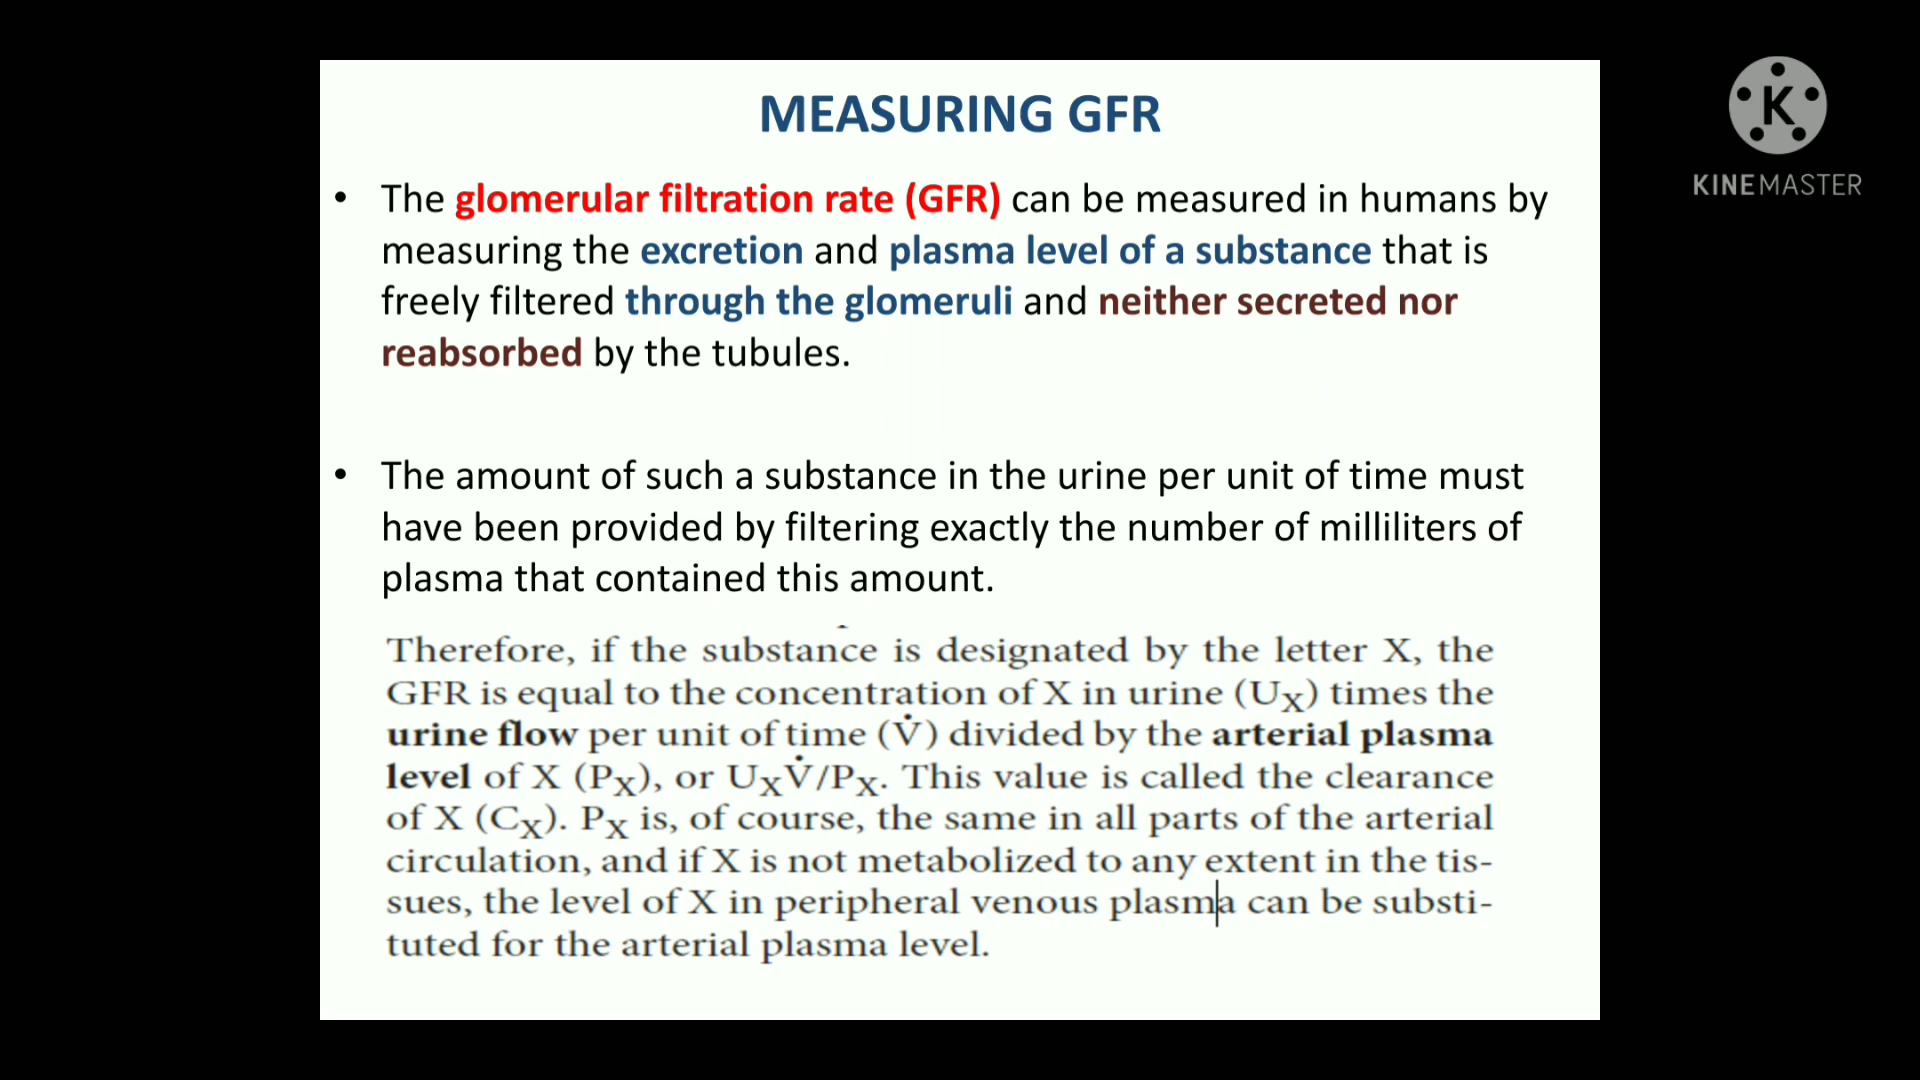 MEASURING GFR
• The glomerular filtration rate (GFR) can be measured in humans by
measuring the excretion and plasma level of a substance that is
freely filtered through the glomeruli and neither secreted nor
reabsorbed by the tubules.
• The amount of such a substance in the urine per unit of time must
have been provided by filtering exactly the number of milliliters of
plasma that contained this amount.
Therefore, if the substance is designated by the letter X, the
GFR is equal to the concentration of X in urine (Uₓ) times the
urine flow per unit of time (V̇) divided by the arterial plasma
level of X (Pₓ), or UₓV̇/Pₓ. This value is called the clearance
of X (Cₓ). Pₓ is, of course, the same in all parts of the arterial
circulation, and if X is not metabolized to any extent in the tis-
sues, the level of X in peripheral venous plasma can be substi-
tuted for the arterial plasma level.
K
KINEMASTER